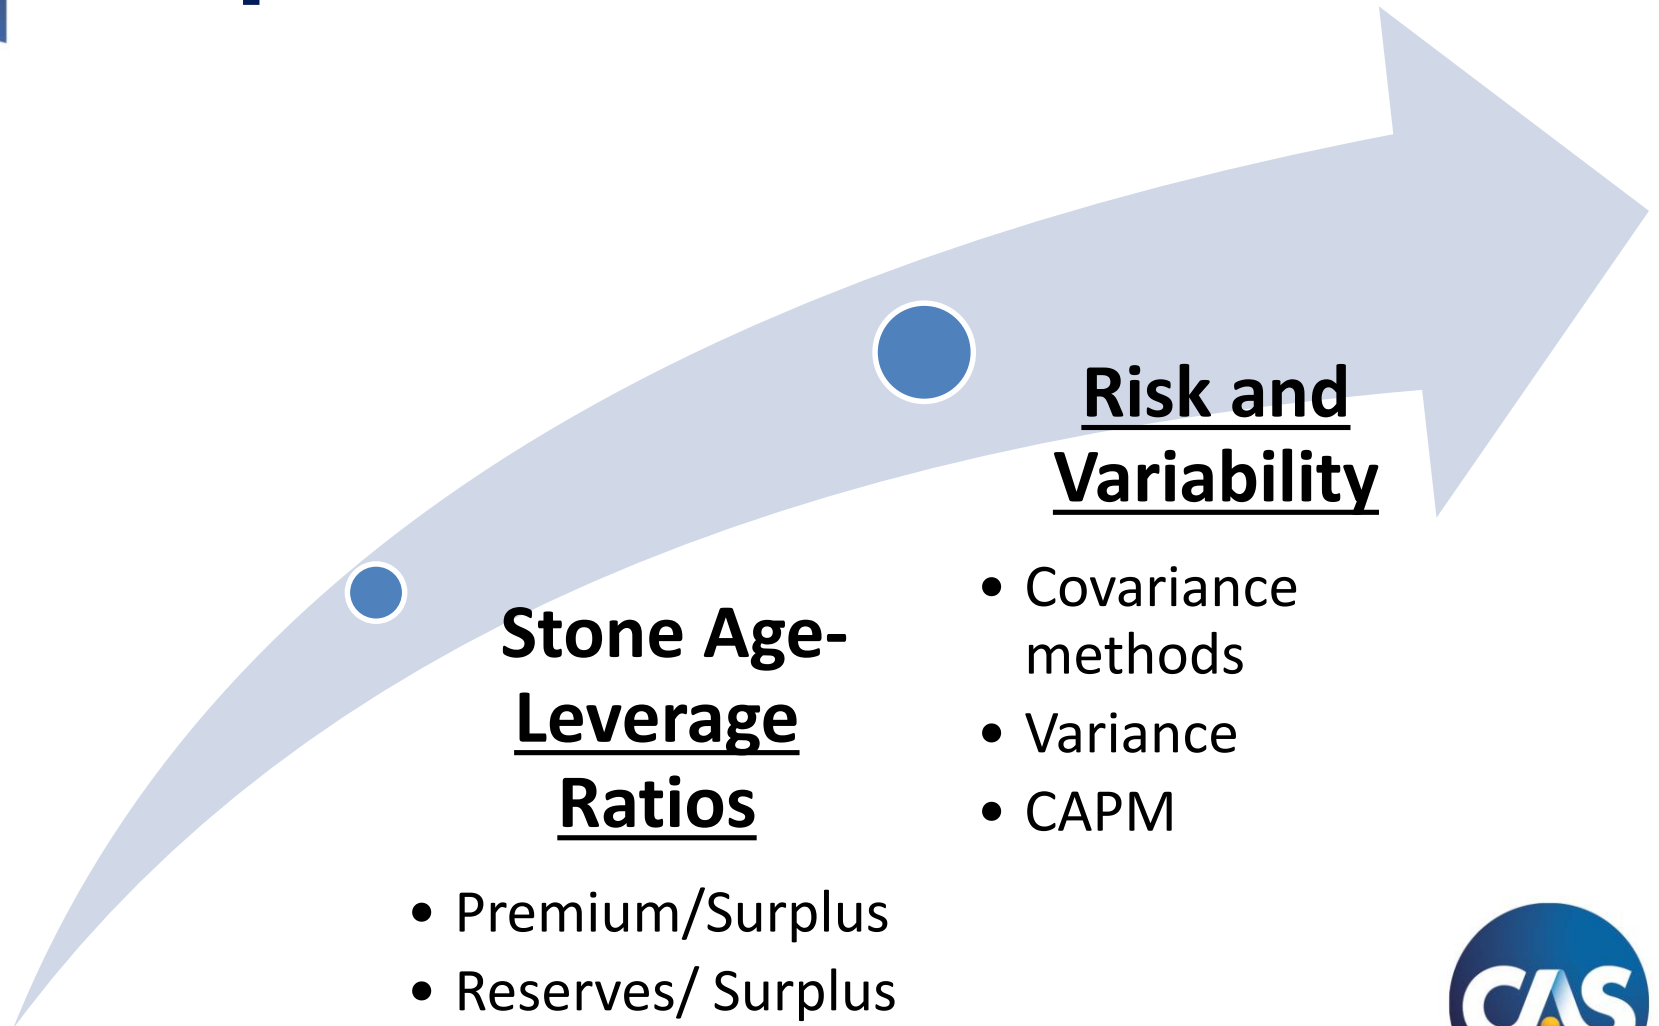 Stone Age-
Leverage
Ratios
• Premium/Surplus
• Reserves/ Surplus
Risk and
Variability
• Covariance
methods
• Variance
• CAPM
CAS